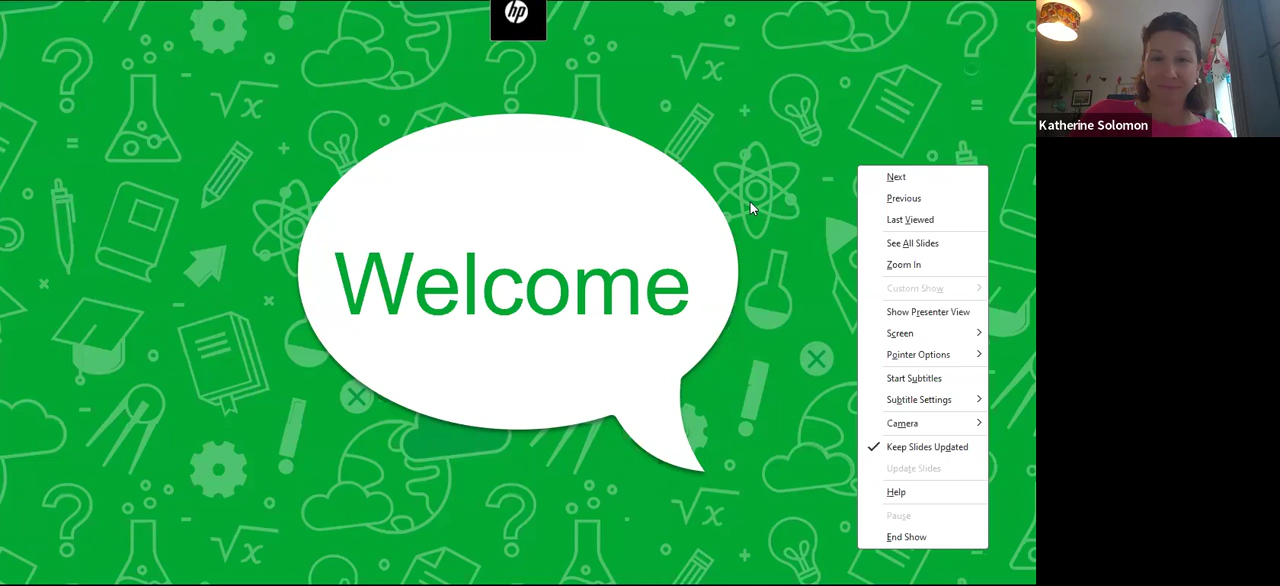 hp
Welcome
Katherine Solomon
Next
Previous
Last Viewed
See All Slides
Zoom In
Custom Show
Show Presenter View
Screen
Pointer Options
Start Subtitles
Subtitle Settings
Camera
Keep Slides Updated
Update Slides
Help
Pause
End Show